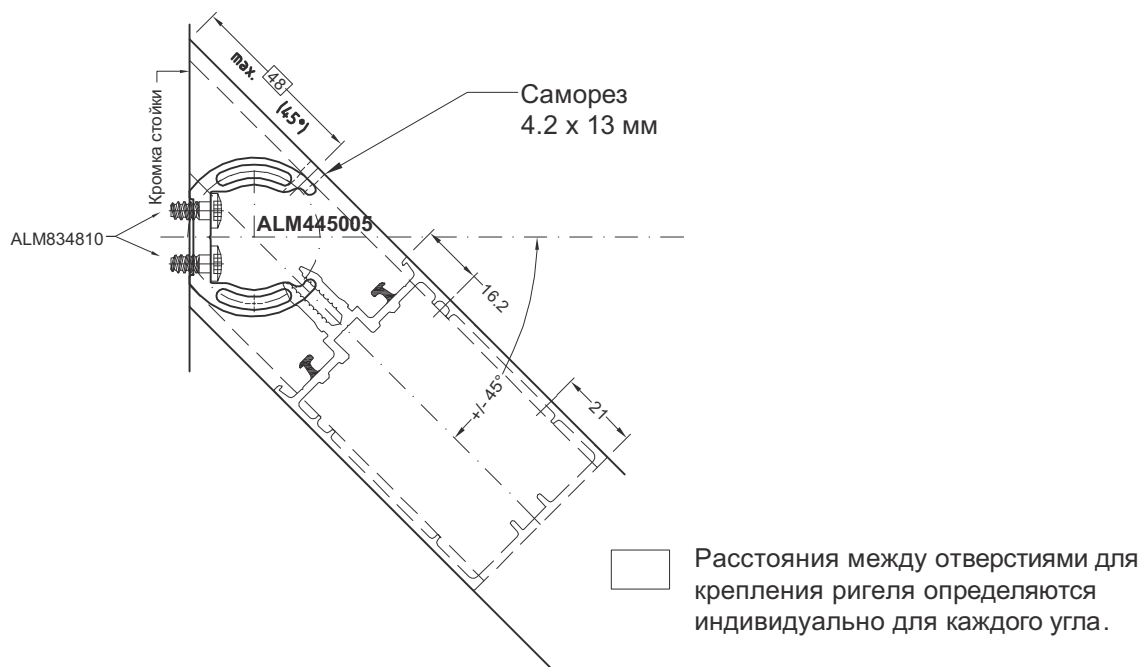 max.
48
(45°)
Саморез
4.2 x 13 мм
Кромка стойки
ALM445005
ALM834810
16.2
+/- 45°
21
Расстояния между отверстиями для
крепления ригеля определяются
индивидуально для каждого угла.